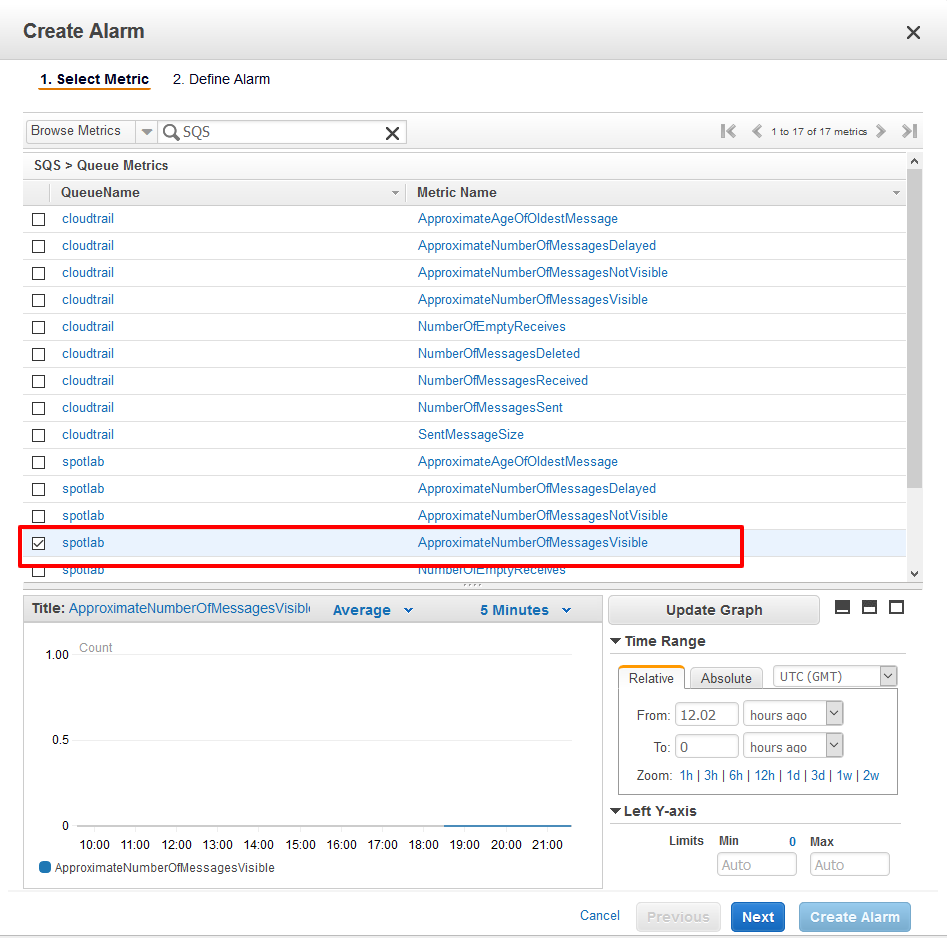 Create Alarm
1. Select Metric 2. Define Alarm
Browse Metrics SQS 1 to 17 of 17 metrics
SQS > Queue Metrics
QueueName Metric Name
cloudtrail ApproximateAgeOfOldestMessage
cloudtrail ApproximateNumberOfMessagesDelayed
cloudtrail ApproximateNumberOfMessagesNotVisible
cloudtrail ApproximateNumberOfMessagesVisible
cloudtrail NumberOfEmptyReceives
cloudtrail NumberOfMessagesDeleted
cloudtrail NumberOfMessagesReceived
cloudtrail NumberOfMessagesSent
cloudtrail SentMessageSize
spotlab ApproximateAgeOfOldestMessage
spotlab ApproximateNumberOfMessagesDelayed
spotlab ApproximateNumberOfMessagesNotVisible
spotlab ApproximateNumberOfMessagesVisible
spotlab NumberOfEmptyReceives
Title: ApproximateNumberOfMessagesVisibl Average 5 Minutes
Count
1.00
0.5
0
10:00 11:00 12:00 13:00 14:00 15:00 16:00 17:00 18:00 19:00 20:00 21:00
ApproximateNumberOfMessagesVisible
Update Graph
Time Range
Relative Absolute UTC (GMT)
From: 12.02 hours ago
To: 0 hours ago
Zoom: 1h | 3h | 6h | 12h | 1d | 3d | 1w | 2w
Left Y-axis
Limits Min 0 Max
Auto Auto
Cancel Previous Next Create Alarm